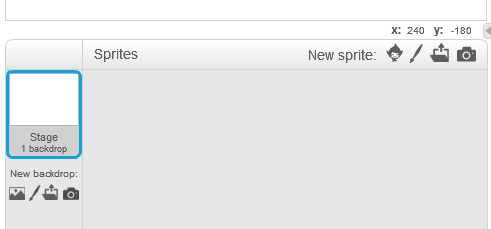 x: 240 y: -180
Sprites New sprite:
Stage
1 backdrop
New backdrop: